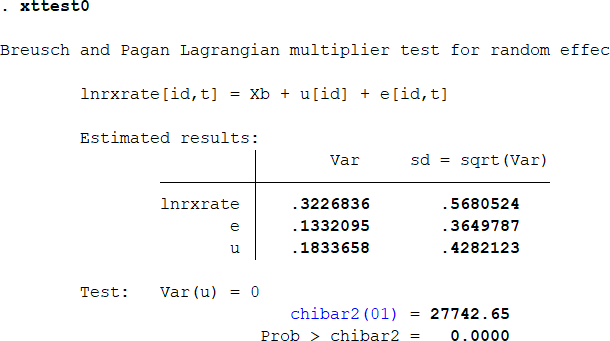 . xttest0
Breusch and Pagan Lagrangian multiplier test for random effec
lnrxrate[id,t] = Xb + u[id] + e[id,t]
Estimated results:
Var sd = sqrt(Var)
lnrxrate .3226836 .5680524
e .1332095 .3649787
u .1833658 .4282123
Test: Var(u) = 0
chibar2(01) = 27742.65
Prob > chibar2 = 0.0000